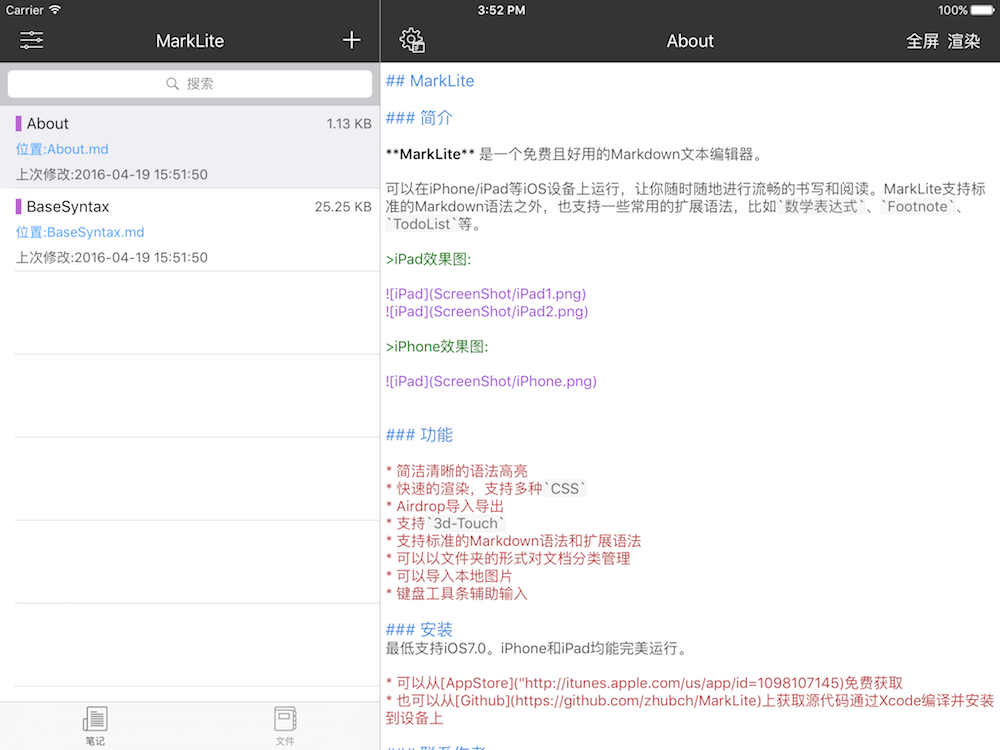 Carrier
3:52 PM
100%
MarkLite
About
全屏 渲染
搜索
About
1.13 KB
位置:About.md
上次修改:2016-04-19 15:51:50
BaseSyntax
25.25 KB
位置:BaseSyntax.md
上次修改:2016-04-19 15:51:50
笔记
文件
## MarkLite
### 简介
**MarkLite** 是一个免费且好用的Markdown文本编辑器。
可以在iPhone/iPad等iOS设备上运行，让你随时随地进行流畅的书写和阅读。MarkLite支持标
准的Markdown语法之外，也支持一些常用的扩展语法，比如`数学表达式`、`Footnote`、
`TodoList`等。
>iPad效果图:
![iPad](ScreenShot/iPad1.png)
![iPad](ScreenShot/iPad2.png)
>iPhone效果图:
![iPad](ScreenShot/iPhone.png)
### 功能
* 简洁清晰的语法高亮
* 快速的渲染，支持多种`CSS`
* Airdrop导入导出
* 支持`3d-Touch`
* 支持标准的Markdown语法和扩展语法
* 可以以文件夹的形式对文档分类管理
* 可以导入本地图片
* 键盘工具条辅助输入
### 安装
最低支持iOS7.0。iPhone和iPad均能完美运行。
* 可以从[AppStore]("http://itunes.apple.com/us/app/id=1098107145)免费获取
* 也可以从[Github](https://github.com/zhubch/MarkLite)上获取源代码通过Xcode编译并安装
到设备上
### 联系作者